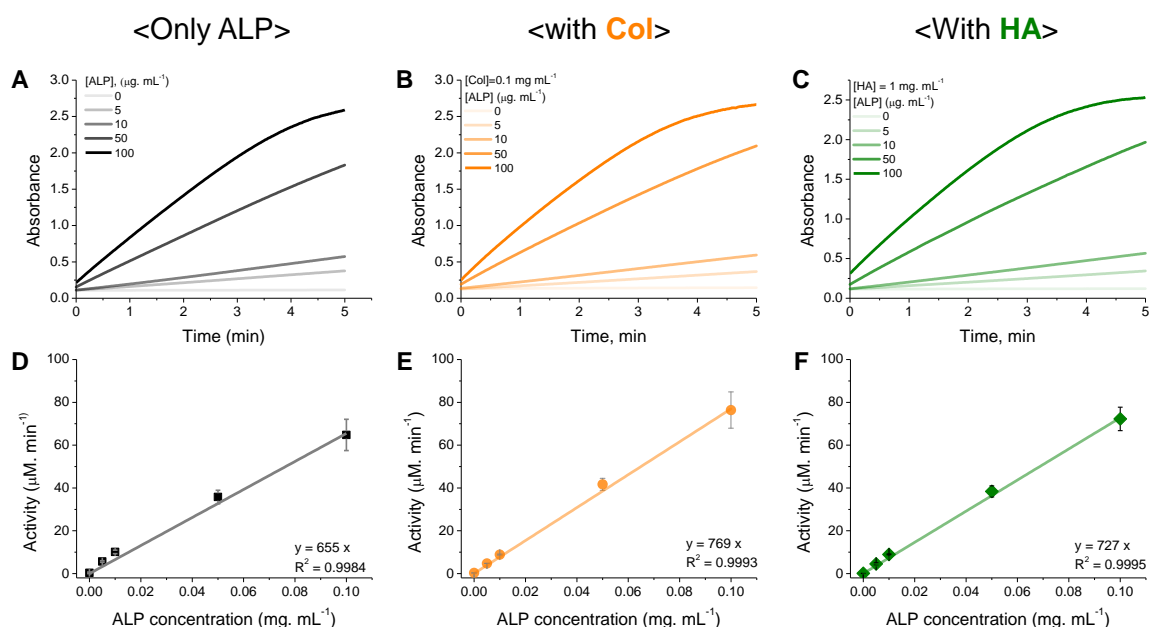 <Only ALP>
<with Col>
<With HA>
A
[ALP], (μg. mL⁻¹)
0
5
10
50
100
3.0
2.5
2.0
1.5
1.0
0.5
0.0
Absorbance
0 1 2 3 4 5
Time (min)
B
[Col]=0.1 mg mL⁻¹
[ALP] (μg. mL⁻¹)
0
5
10
50
100
3.0
2.5
2.0
1.5
1.0
0.5
0.0
Absorbance
0 1 2 3 4 5
Time, min
C
[HA] = 1 mg mL⁻¹
[ALP] (μg. mL⁻¹)
0
5
10
50
100
2.5
2.0
1.5
1.0
0.5
0.0
Absorbance
0 1 2 3 4 5
Time, min
D
100
80
60
40
20
0
Activity (μM. min⁻¹)
y = 655 x
R² = 0.9984
0.00 0.02 0.04 0.06 0.08 0.10
ALP concentration (mg. mL⁻¹)
E
100
80
60
40
20
0
Activity (μM. min⁻¹)
y = 769 x
R² = 0.9993
0.00 0.02 0.04 0.06 0.08 0.10
ALP concentration (mg. mL⁻¹)
F
100
80
60
40
20
0
Activity (μM. min⁻¹)
y = 727 x
R² = 0.9995
0.00 0.02 0.04 0.06 0.08 0.10
ALP concentration (mg. mL⁻¹)